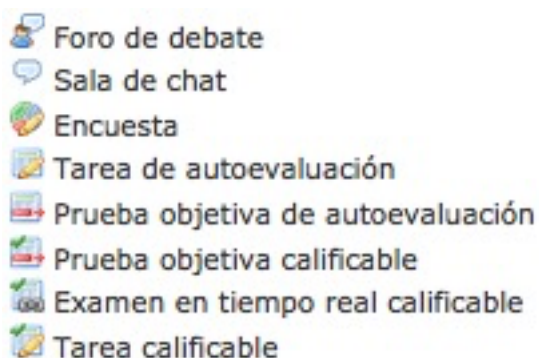 Foro de debate
Sala de chat
Encuesta
Tarea de autoevaluación
Prueba objetiva de autoevaluación
Prueba objetiva calificable
Examen en tiempo real calificable
Tarea calificable